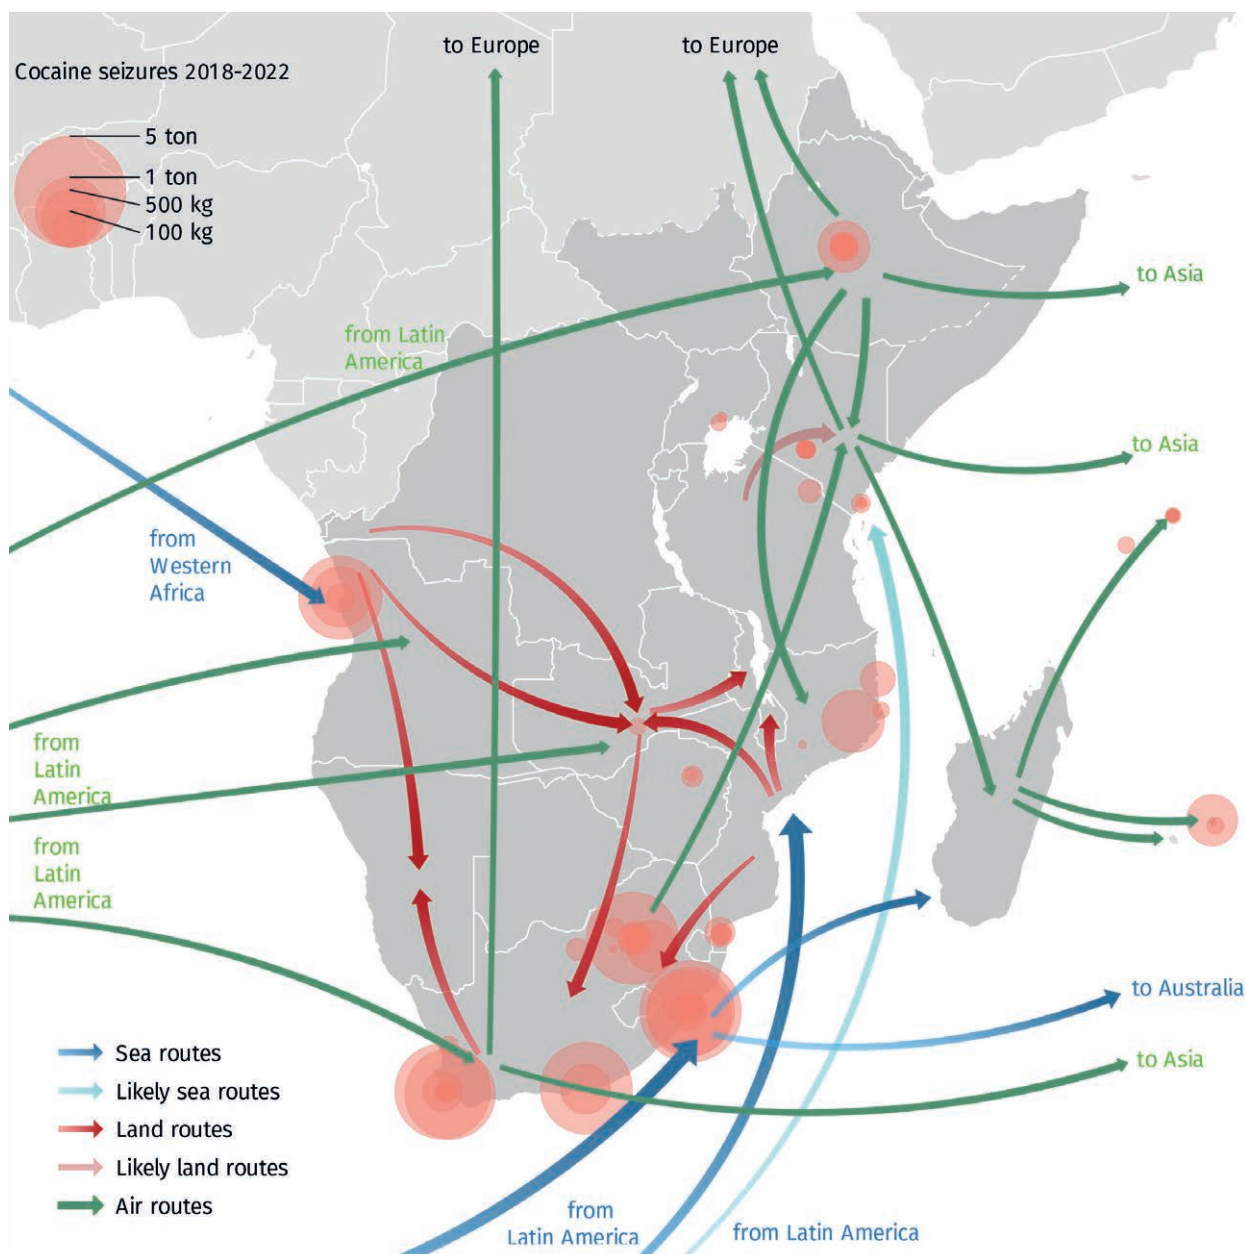 to Europe
to Europe
Cocaine seizures 2018-2022
5 ton
1 ton
500 kg
100 kg
to Asia
from Latin
America
to Asia
from
Western
Africa
from
Latin
America
from
Latin
America
to Australia
Sea routes
to Asia
Likely sea routes
Land routes
Likely land routes
Air routes
from
Latin America
from Latin America